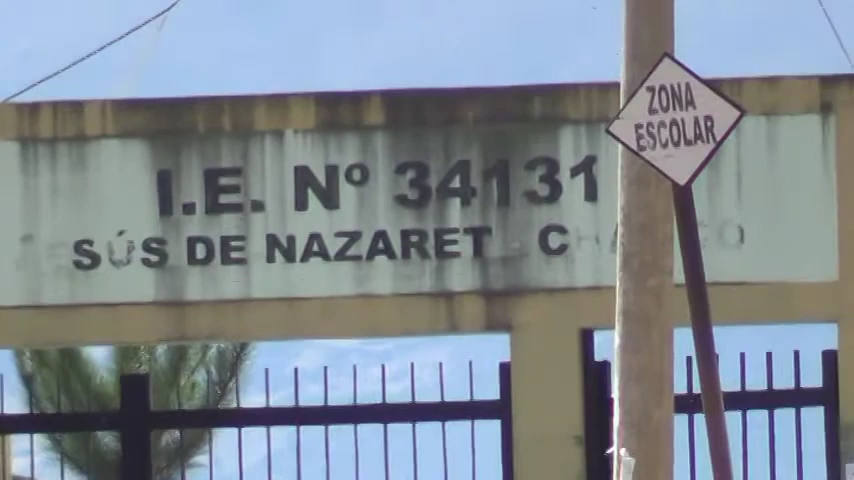 I.E. Nº 34131
SÚS DE NAZARET
ZONA
ESCOLAR